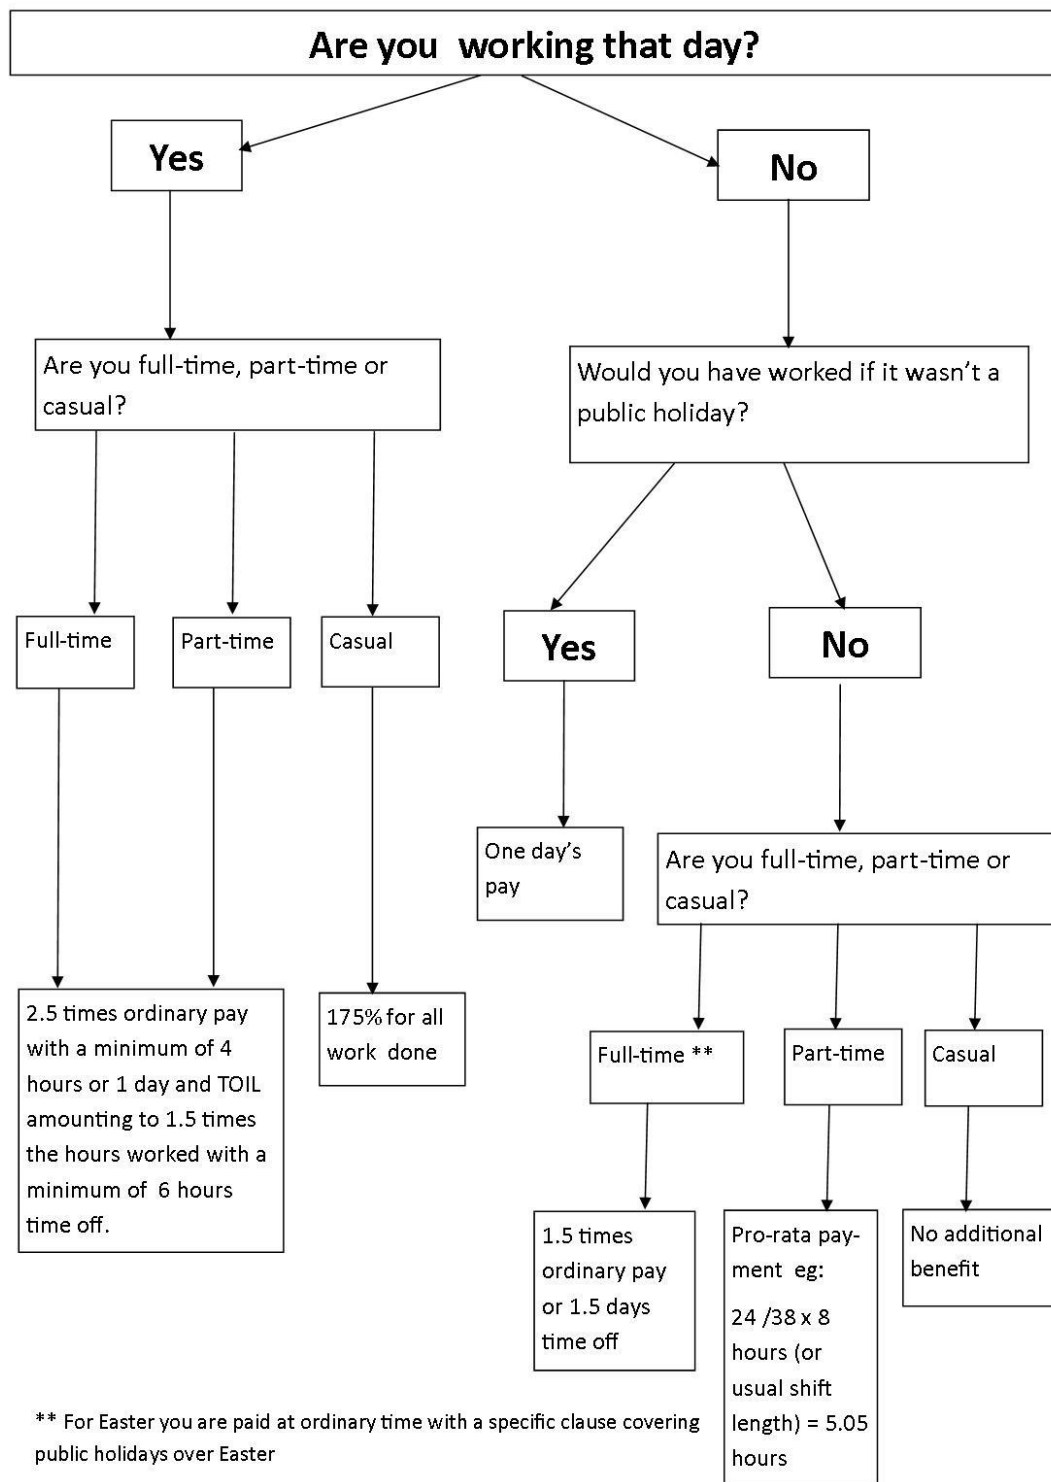 Are you working that day?
Yes
No
Are you full-time, part-time or
casual?
Would you have worked if it wasn't a
public holiday?
Full-time
Part-time
Casual
Yes
No
One day's
pay
Are you full-time, part-time or
casual?
2.5 times ordinary pay
with a minimum of 4
hours or 1 day and TOIL
amounting to 1.5 times
the hours worked with a
minimum of 6 hours
time off.
175% for all
work done
Full-time **
Part-time
Casual
1.5 times
ordinary pay
or 1.5 days
time off
Pro-rata pay-
ment eg:
24 /38 x 8
hours (or
usual shift
length) = 5.05
hours
No additional
benefit
** For Easter you are paid at ordinary time with a specific clause covering
public holidays over Easter